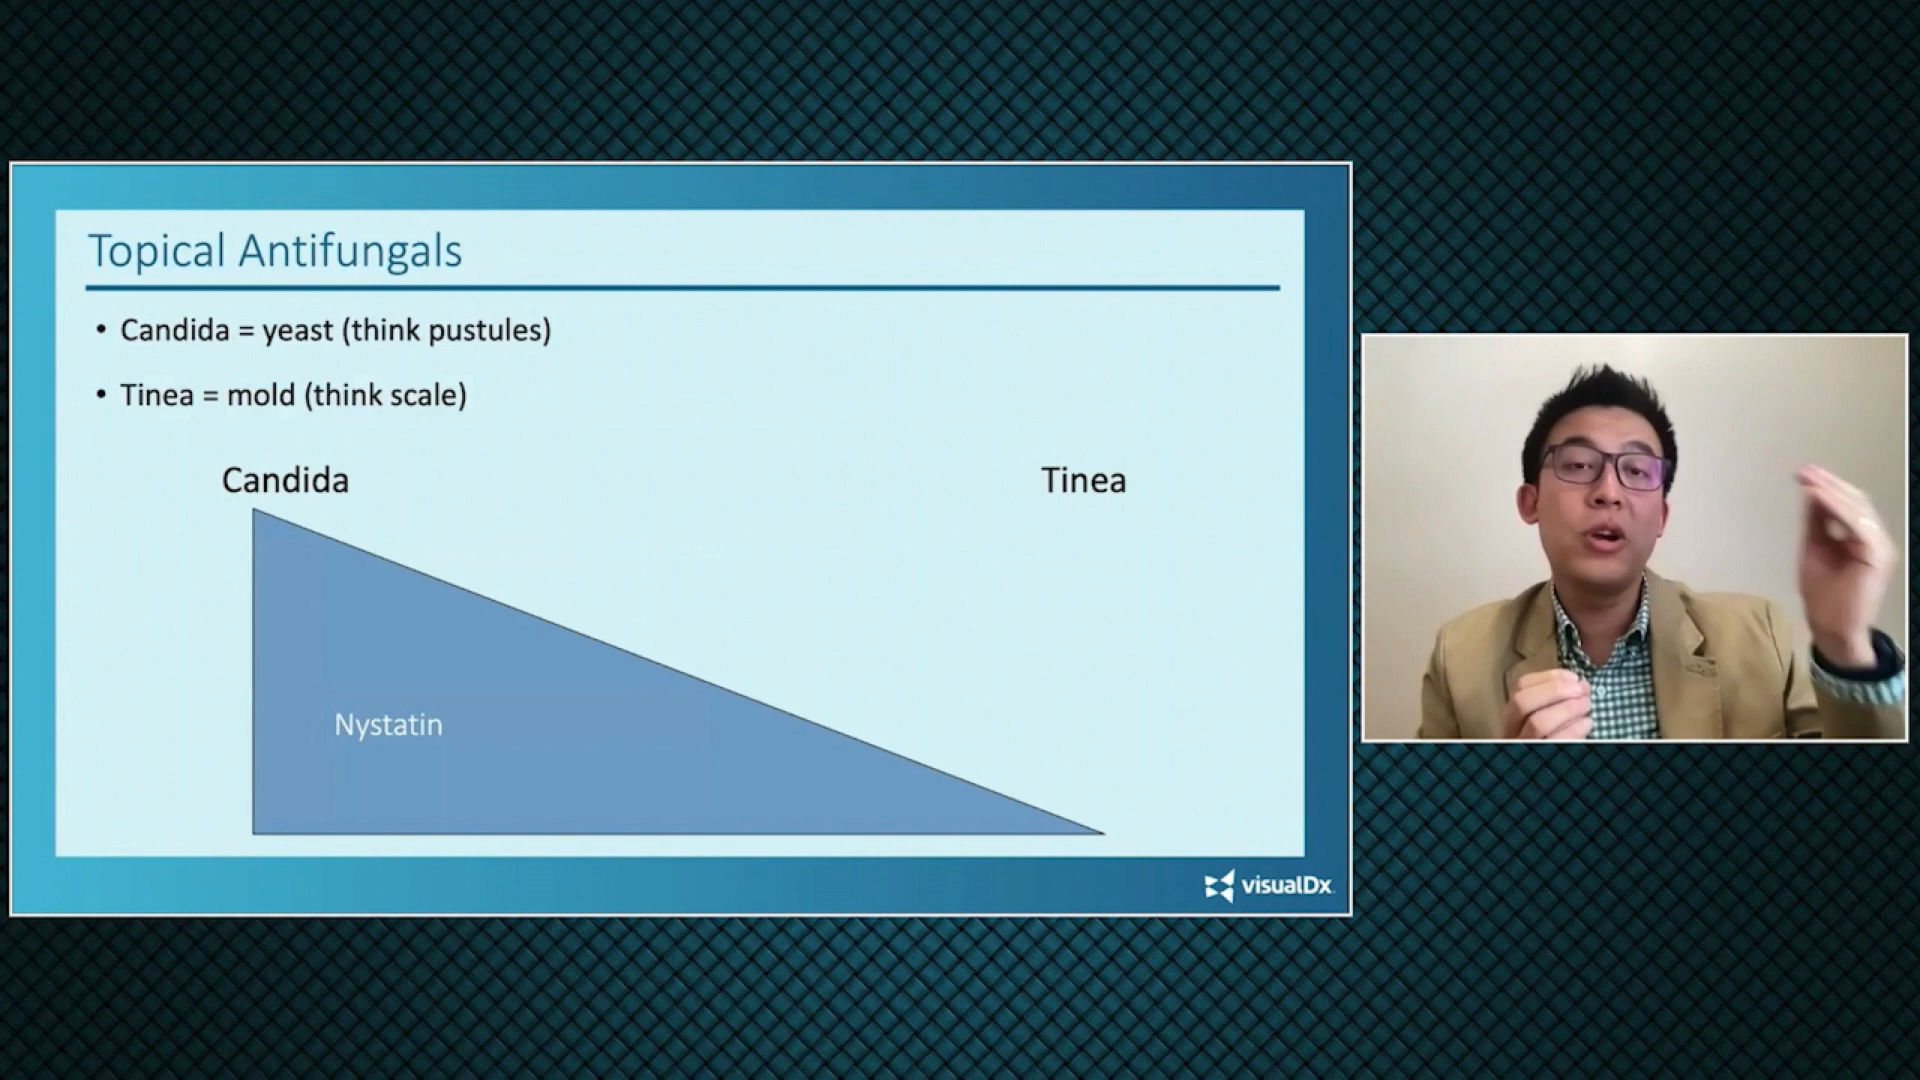 Topical Antifungals
• Candida = yeast (think pustules)
• Tinea = mold (think scale)
Candida
Tinea
Nystatin
visualDx